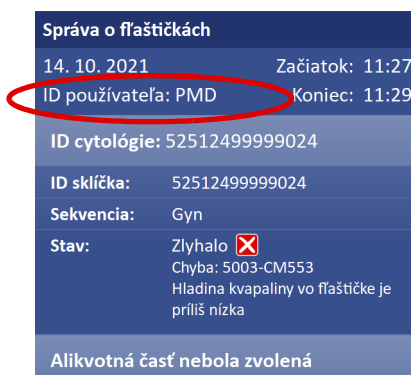 Správa o fľaštičkách
14. 10. 2021 Začiatok: 11:27
ID používateľa: PMD Koniec: 11:29
ID cytológie: 52512499999024
ID sklíčka: 52512499999024
Sekvencia: Gyn
Stav: Zlyhalo
Chyba: 5003-CM553
Hladina kvapaliny vo fľaštičke je
príliš nízka
Alikvotná časť nebola zvolená